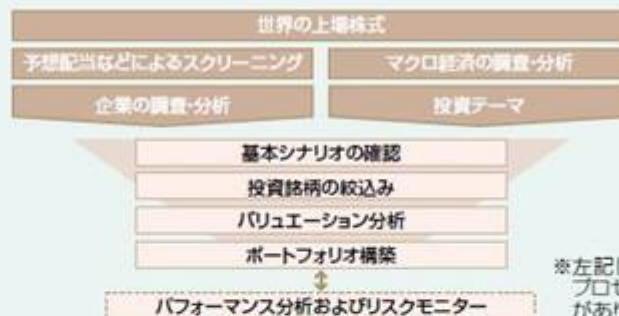 世界の上場株式
予想配当などによるスクリーニング
マクロ経済の調査・分析
企業の調査・分析
投資テーマ
基本シナリオの確認
投資銘柄の絞込み
バリュエーション分析
ポートフォリオ構築
パフォーマンス分析およびリスクモニター
※左記
プロセ
があり